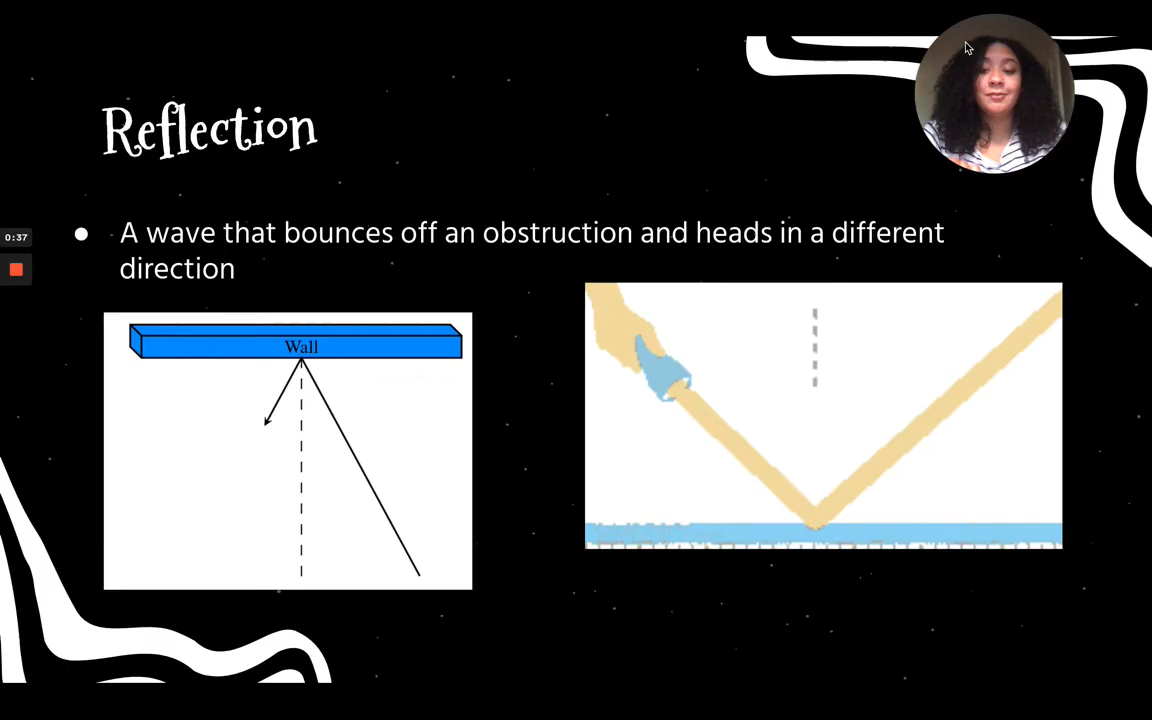 Reflection
● A wave that bounces off an obstruction and heads in a different
direction
0:37
Wall